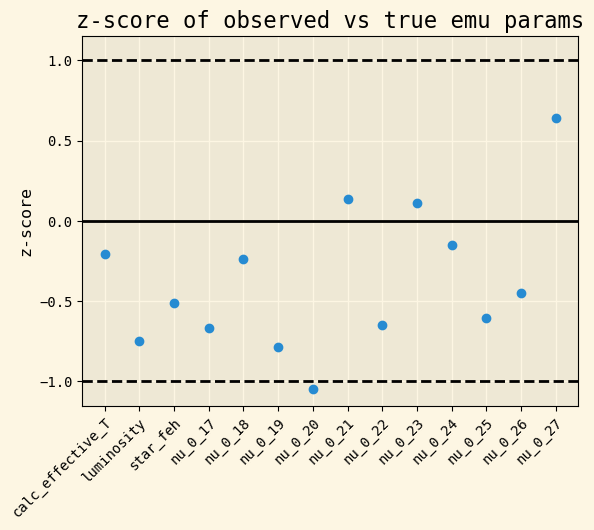 z-score of observed vs true emu params
z-score
1.0
0.5
0.0
−0.5
−1.0
calc_effective_T
luminosity
star_feh
nu_0_17
nu_0_18
nu_0_19
nu_0_20
nu_0_21
nu_0_22
nu_0_23
nu_0_24
nu_0_25
nu_0_26
nu_0_27